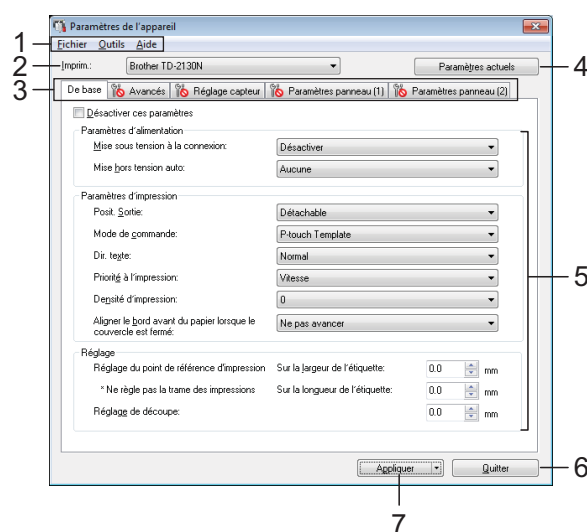 Paramètres de l'appareil
1
Fichier Outils Aide
2
Imprim.: Brother TD-2130N
Paramètres actuels
4
3
De base Avancés Réglage capteur Paramètres panneau (1) Paramètres panneau (2)
Désactiver ces paramètres
Paramètres d'alimentation
Mise sous tension à la connexion: Désactiver
Mise hors tension auto: Aucune
Paramètres d'impression
Posit. Sortie: Détachable
Mode de commande: P-touch Template
Dir. texte: Normal
5
Priorité à l'impression: Vitesse
Densité d'impression: 0
Aligner le bord avant du papier lorsque le
couvercle est fermé:
Ne pas avancer
Réglage
Réglage du point de référence d'impression Sur la largeur de l'étiquette: 0.0 mm
* Ne règle pas la trame des impressions Sur la longueur de l'étiquette: 0.0 mm
Réglage de découpe: 0.0 mm
Appliquer Quitter
6
7